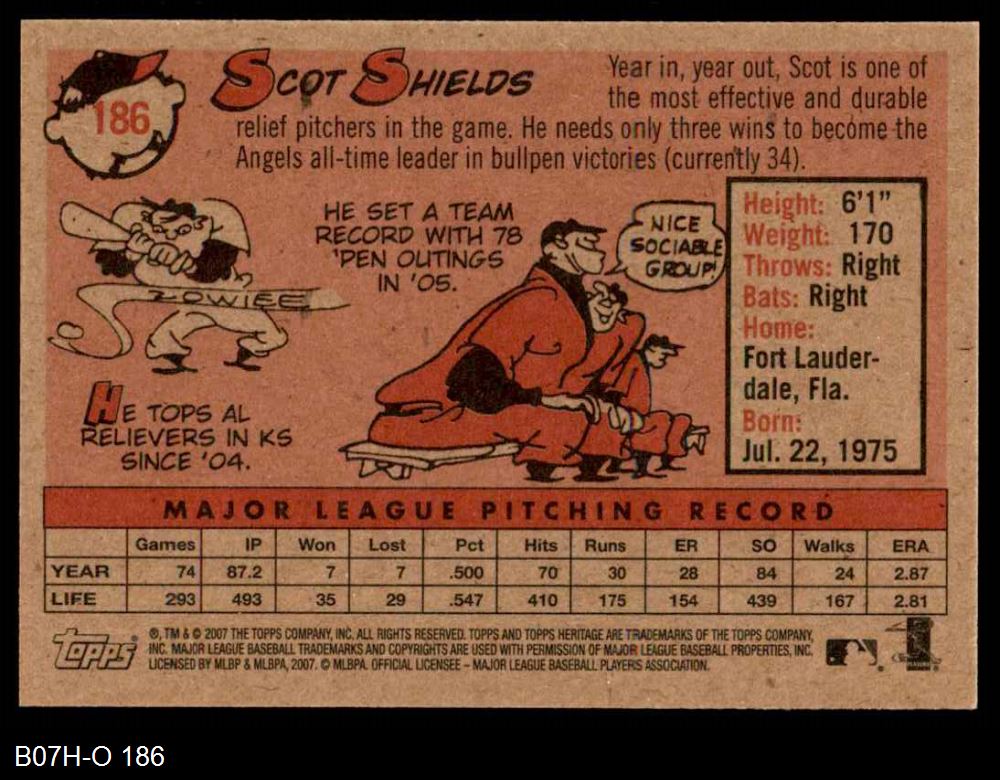 186
SCOT SHIELDS
Year in, year out, Scot is one of
the most effective and durable
relief pitchers in the game. He needs only three wins to become the
Angels all-time leader in bullpen victories (currently 34).
ZOWIEE
HE TOPS AL
RELIEVERS IN KS
SINCE '04.
HE SET A TEAM
RECORD WITH 78
'PEN OUTINGS
IN '05.
NICE
SOCIABLE
GROUP!
Height: 6'1"
Weight: 170
Throws: Right
Bats: Right
Home:
Fort Lauder-
dale, Fla.
Born:
Jul. 22, 1975
MAJOR LEAGUE PITCHING RECORD
Games IP Won Lost Pct Hits Runs ER SO Walks ERA
YEAR 74 87.2 7 7 .500 70 30 28 84 24 2.87
LIFE 293 493 35 29 .547 410 175 154 439 167 2.81
Topps
®, TM & © 2007 THE TOPPS COMPANY, INC. ALL RIGHTS RESERVED. TOPPS AND TOPPS HERITAGE ARE TRADEMARKS OF THE TOPPS COMPANY,
INC. MAJOR LEAGUE BASEBALL TRADEMARKS AND COPYRIGHTS ARE USED WITH PERMISSION OF MAJOR LEAGUE BASEBALL PROPERTIES, INC.
LICENSED BY MLBP & MLBPA, 2007. © MLBPA. OFFICIAL LICENSEE – MAJOR LEAGUE BASEBALL PLAYERS ASSOCIATION.
B07H-O 186